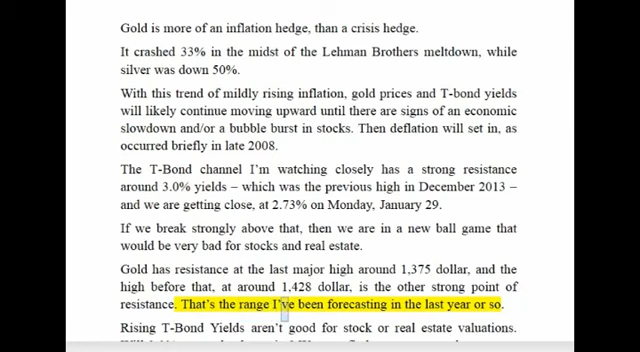 Gold is more of an inflation hedge, than a crisis hedge.
It crashed 33% in the midst of the Lehman Brothers meltdown, while
silver was down 50%.
With this trend of mildly rising inflation, gold prices and T-bond yields
will likely continue moving upward until there are signs of an economic
slowdown and/or a bubble burst in stocks. Then deflation will set in, as
occurred briefly in late 2008.
The T-Bond channel I'm watching closely has a strong resistance
around 3.0% yields – which was the previous high in December 2013 –
and we are getting close, at 2.73% on Monday, January 29.
If we break strongly above that, then we are in a new ball game that
would be very bad for stocks and real estate.
Gold has resistance at the last major high around 1,375 dollar, and the
high before that, at around 1,428 dollar, is the other strong point of
resistance. That's the range I've been forecasting in the last year or so.
Rising T-Bond Yields aren't good for stock or real estate valuations.